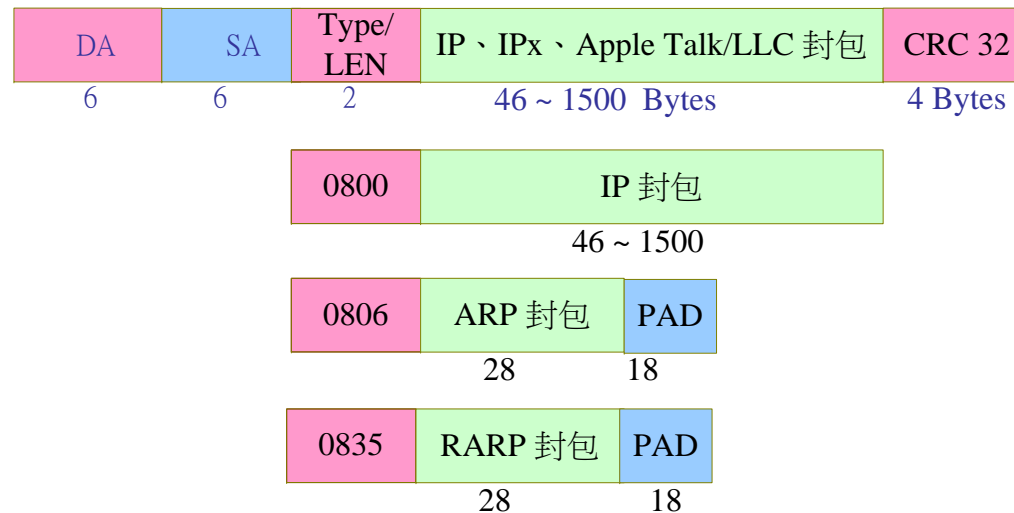 DA SA Type/ LEN IP、IPx、Apple Talk/LLC 封包 CRC 32
6 6 2 46 ~ 1500 Bytes 4 Bytes
0800 IP 封包
46 ~ 1500
0806 ARP 封包 PAD
28 18
0835 RARP 封包 PAD
28 18